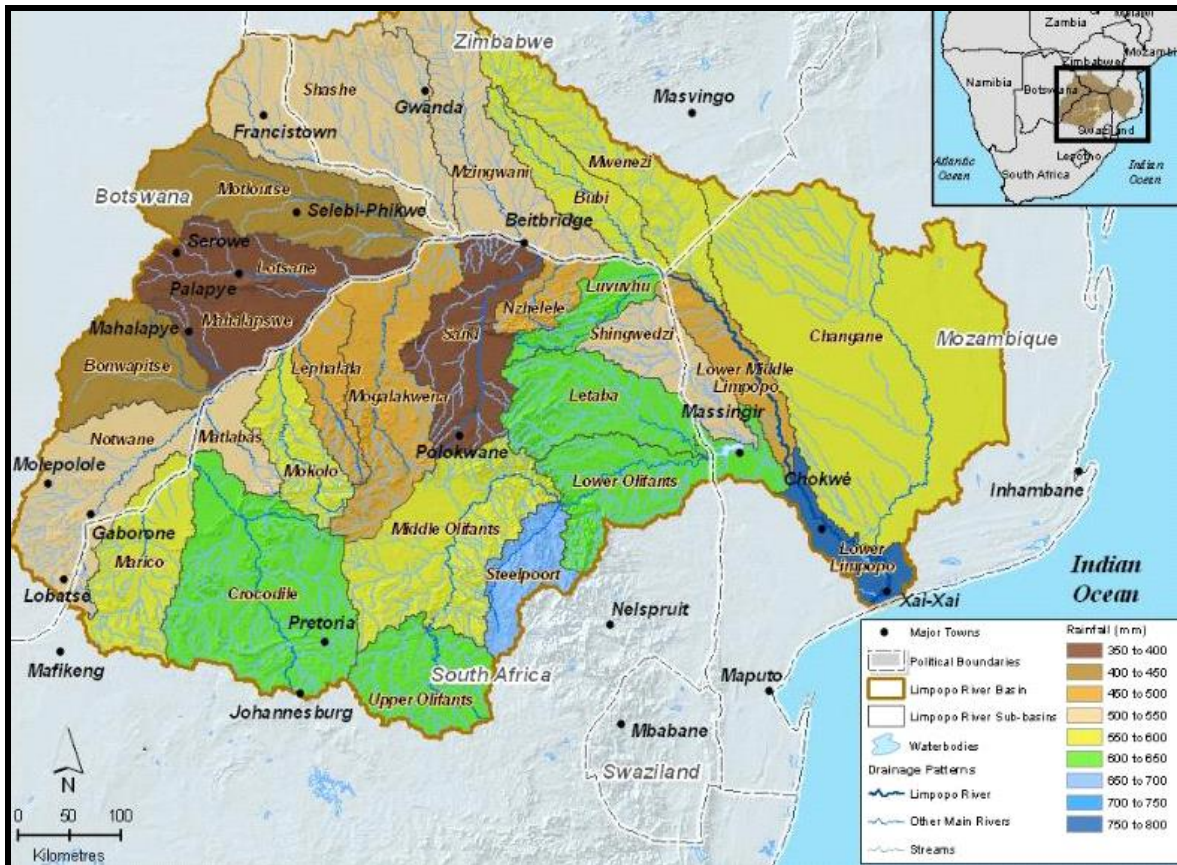 Zimbabwe
Shashe
Gwanda
Francistown
Masvingo
Mzingwani
Mwenezi
Bubi
Botswana
Motloutse
Selebi-Phikwe
Beitbridge
Serowe
Lotsane
Palapye
Mahalapswe
Mahalapye
Bonwapitse
Luvuvhu
Nzhelele
Sand
Shingwedzi
Changane
Mozambique
Lephalala
Mogalakwena
Lower Middle
Limpopo
Letaba
Massingir
Notwane
Matlabas
Mokolo
Polokwane
Molepolole
Lower Olifants
Chokwé
Inhambane
Gaborone
Middle Olifants
Marico
Steelpoort
Lower
Limpopo
Lobatse
Crocodile
Xai-Xai
Pretoria
Nelspruit
Mafikeng
South Africa
Maputo
Johannesburg
Upper Olifants
Mbabane
Swaziland
Indian
Ocean
N
0 50 100
Kilometres
Zambia
Mozambi
Zimbabwe
Namibia
Botswana
Swaziland
Lesotho
South Africa
Atlantic
Ocean
Indian
Ocean
Major Towns
Political Boundaries
Limpopo River Basin
Limpopo River Sub-basins
Waterbodies
Drainage Patterns
Limpopo River
Other Main Rivers
Streams
Rainfall (mm)
350 to 400
400 to 450
450 to 500
500 to 550
550 to 600
600 to 650
650 to 700
700 to 750
750 to 800